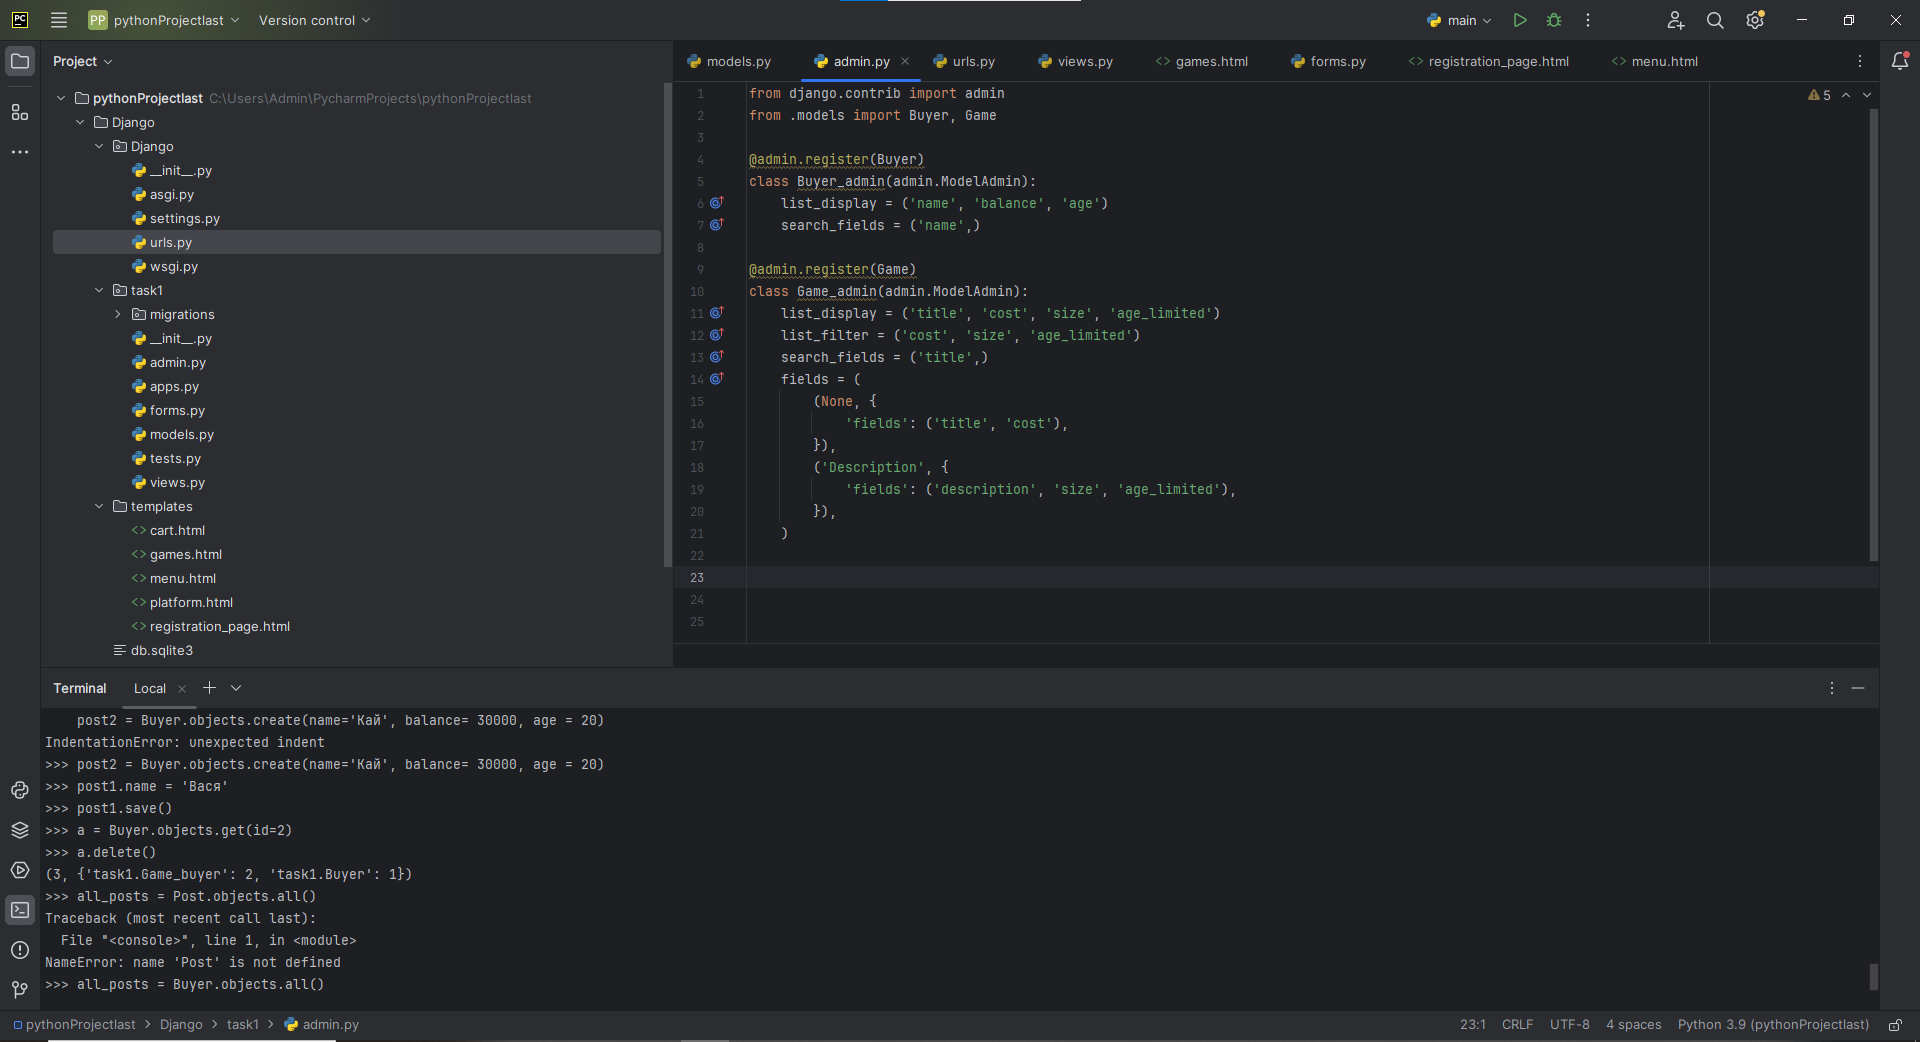 PC PP pythonProjectlast Version control main
Project
pythonProjectlast C:\Users\Admin\PycharmProjects\pythonProjectlast
Django
Django
__init__.py
asgi.py
settings.py
urls.py
wsgi.py
task1
migrations
__init__.py
admin.py
apps.py
forms.py
models.py
tests.py
views.py
templates
cart.html
games.html
menu.html
platform.html
registration_page.html
db.sqlite3
models.py admin.py urls.py views.py games.html forms.py registration_page.html menu.html
5
1 from django.contrib import admin
2 from .models import Buyer, Game
3
4 @admin.register(Buyer)
5 class Buyer_admin(admin.ModelAdmin):
6     list_display = ('name', 'balance', 'age')
7     search_fields = ('name',)
8
9 @admin.register(Game)
10 class Game_admin(admin.ModelAdmin):
11     list_display = ('title', 'cost', 'size', 'age_limited')
12     list_filter = ('cost', 'size', 'age_limited')
13     search_fields = ('title',)
14     fields = (
15         (None, {
16             'fields': ('title', 'cost'),
17         }),
18         ('Description', {
19             'fields': ('description', 'size', 'age_limited'),
20         }),
21     )
22
23
24
25
Terminal Local
    post2 = Buyer.objects.create(name='Кай', balance= 30000, age = 20)
IndentationError: unexpected indent
>>> post2 = Buyer.objects.create(name='Кай', balance= 30000, age = 20)
>>> post1.name = 'Вася'
>>> post1.save()
>>> a = Buyer.objects.get(id=2)
>>> a.delete()
(3, {'task1.Game_buyer': 2, 'task1.Buyer': 1})
>>> all_posts = Post.objects.all()
Traceback (most recent call last):
  File "<console>", line 1, in <module>
NameError: name 'Post' is not defined
>>> all_posts = Buyer.objects.all()
pythonProjectlast > Django > task1 > admin.py 23:1 CRLF UTF-8 4 spaces Python 3.9 (pythonProjectlast)